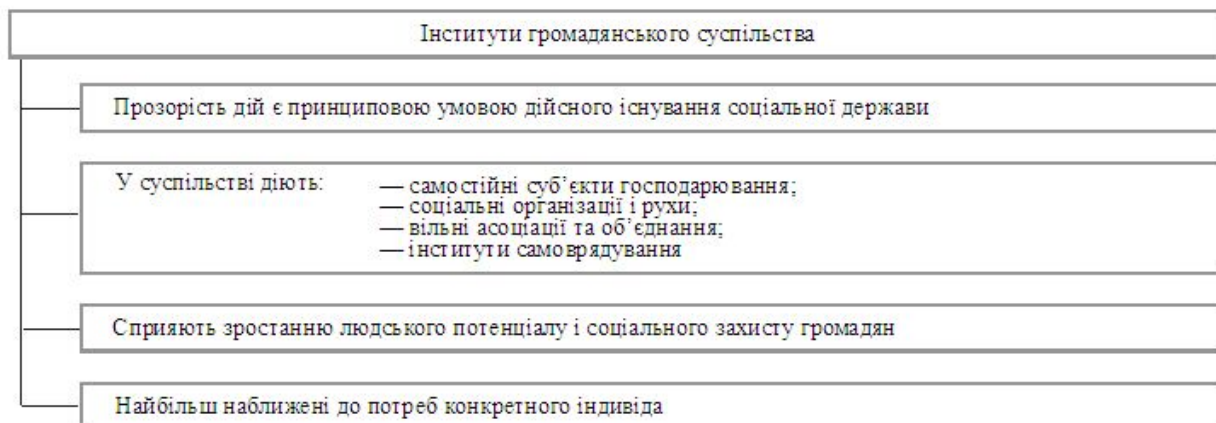 Інститути громадянського суспільства
Прозорість дій є принциповою умовою дійсного існування соціальної держави
У суспільстві діють: — самостійні суб’єкти господарювання;
— соціальні організації і рухи;
— вільні асоціації та об’єднання;
— інститути самоврядування
Сприяють зростанню людського потенціалу і соціального захисту громадян
Найбільш наближені до потреб конкретного індивіда